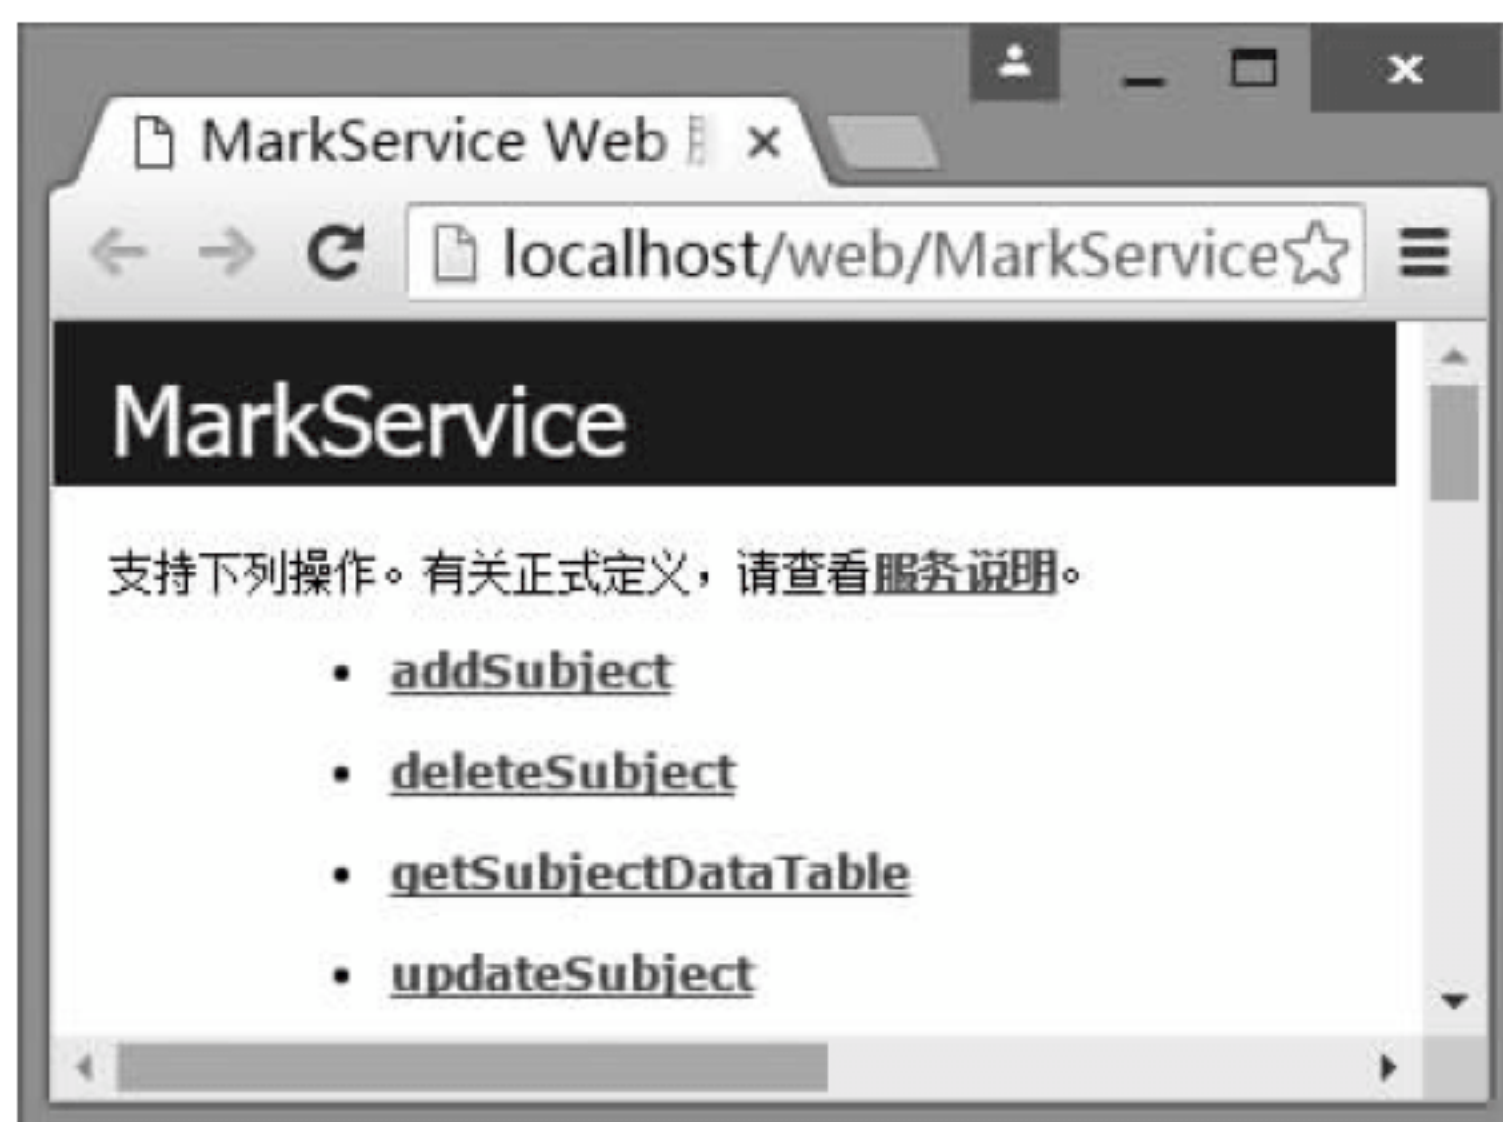 MarkService Web
localhost/web/MarkService
MarkService
支持下列操作。有关正式定义，请查看服务说明。
• addSubject
• deleteSubject
• getSubjectDataTable
• updateSubject